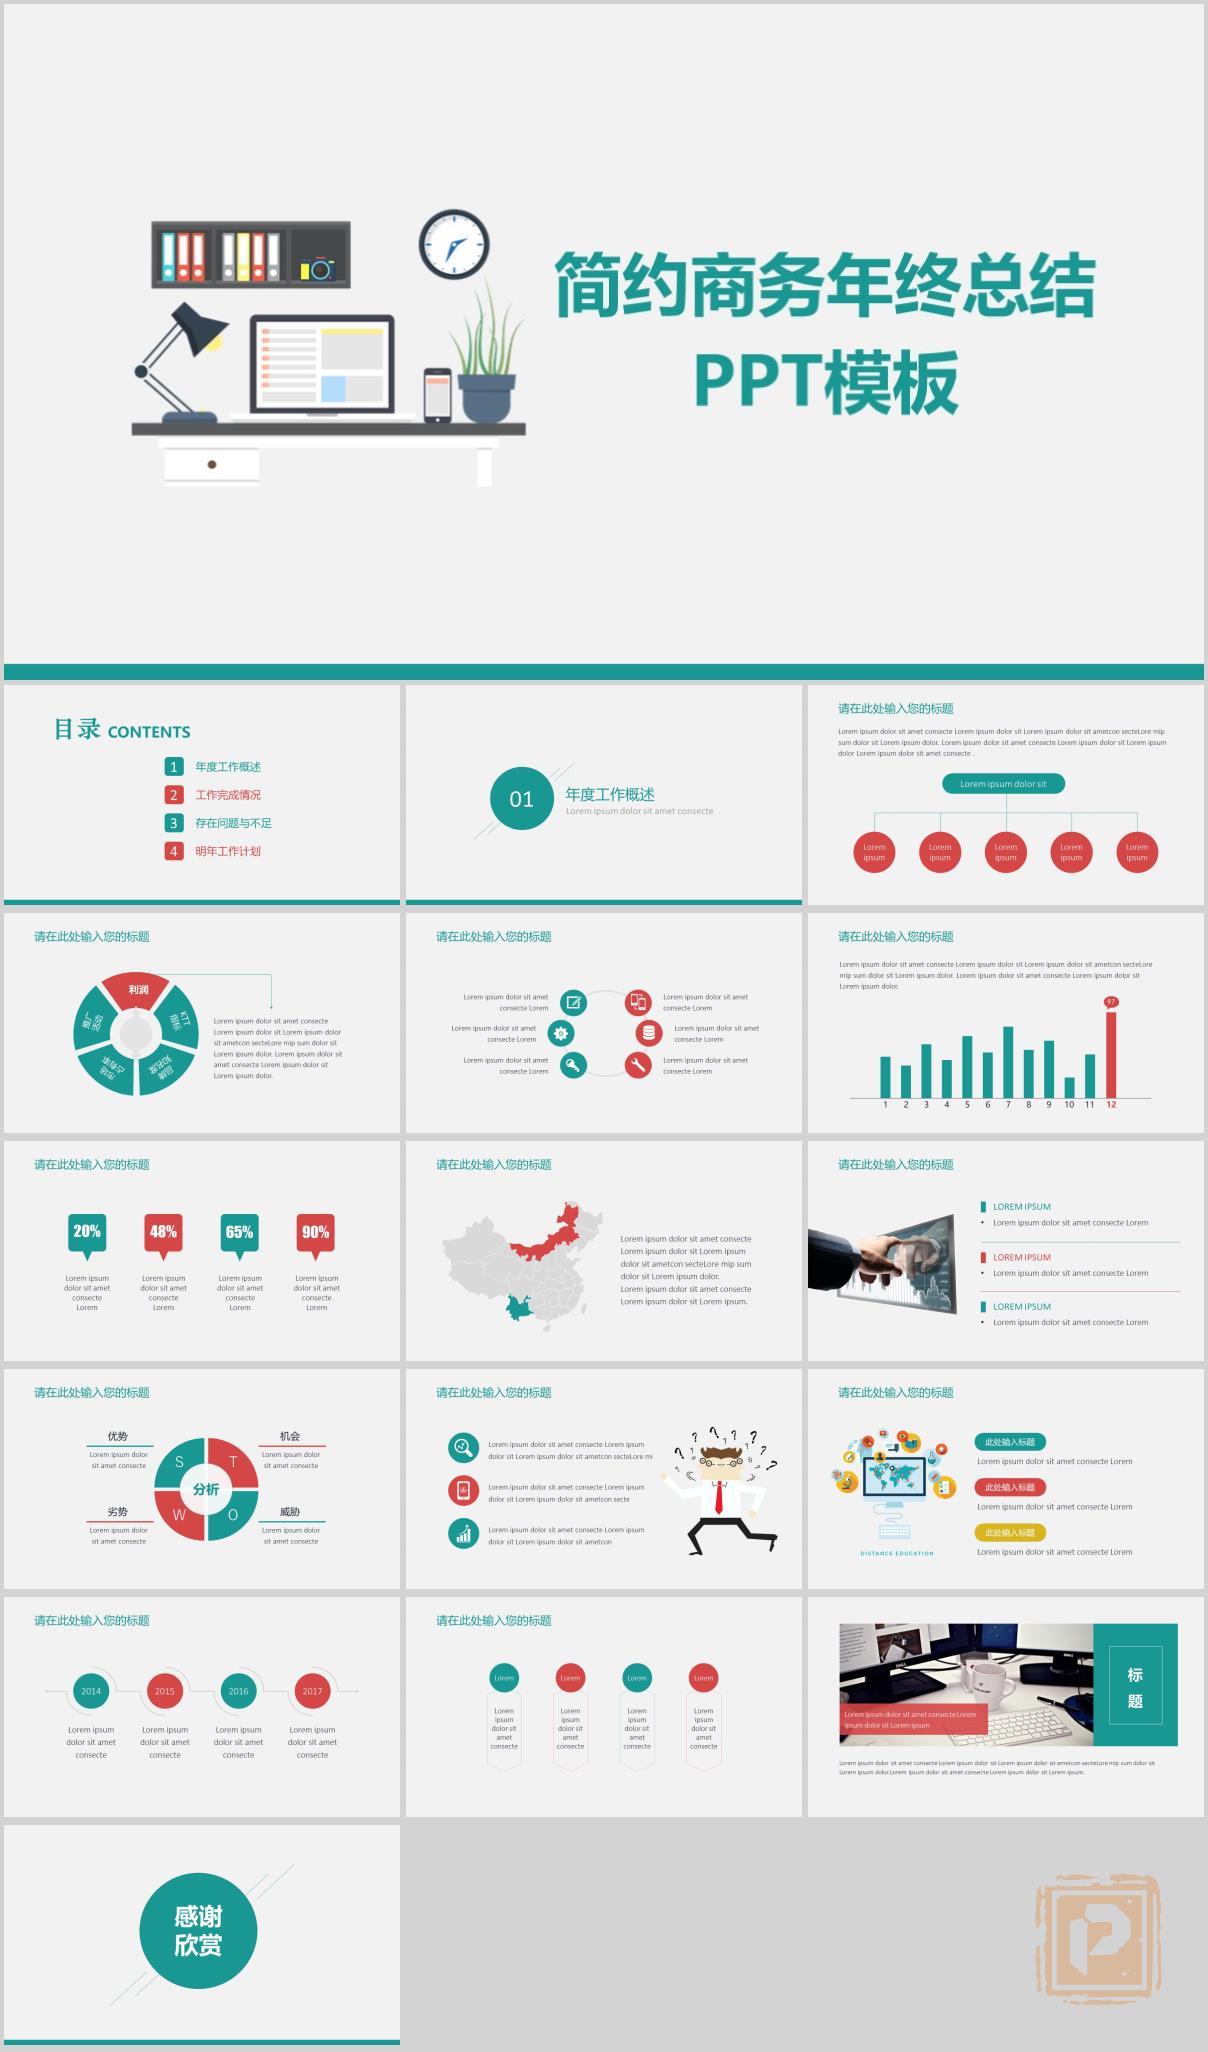 简约商务年终总结
PPT模板
目录 CONTENTS
1 年度工作概述
2 工作完成情况
3 存在问题与不足
4 明年工作计划
01
年度工作概述
Lorem ipsum dolor sit amet consecte
请在此处输入您的标题
Lorem ipsum dolor sit amet consecte Lorem ipsum dolor sit Lorem ipsum dolor sit ametcon secteLore mip
sum dolor sit Lorem ipsum dolor. Lorem ipsum dolor sit amet consecte Lorem ipsum dolor sit Lorem ipsum
dolor Lorem ipsum dolor sit amet consecte .
Lorem ipsum dolor sit
Lorem Lorem Lorem Lorem Lorem
ipsum ipsum ipsum ipsum ipsum
请在此处输入您的标题
利润
KTT
指标
品牌
知名度
市场
占有率
推广
活动
Lorem ipsum dolor sit amet consecte
Lorem ipsum dolor sit Lorem ipsum dolor
sit ametcon secteLore mip sum dolor sit
Lorem ipsum dolor. Lorem ipsum dolor sit
amet consecte Lorem ipsum dolor sit
Lorem ipsum dolor.
请在此处输入您的标题
Lorem ipsum dolor sit amet
consecte Lorem
Lorem ipsum dolor sit amet
consecte Lorem
Lorem ipsum dolor sit amet
consecte Lorem
Lorem ipsum dolor sit amet
consecte Lorem
Lorem ipsum dolor sit amet
consecte Lorem
Lorem ipsum dolor sit amet
consecte Lorem
请在此处输入您的标题
Lorem ipsum dolor sit amet consecte Lorem ipsum dolor sit Lorem ipsum dolor sit ametcon secteLore
mip sum dolor sit Lorem ipsum dolor. Lorem ipsum dolor sit amet consecte Lorem ipsum dolor sit
Lorem ipsum dolor.
97
1 2 3 4 5 6 7 8 9 10 11 12
请在此处输入您的标题
20% 48% 65% 90%
Lorem ipsum Lorem ipsum Lorem ipsum Lorem ipsum
dolor sit amet dolor sit amet dolor sit amet dolor sit amet
consecte consecte consecte consecte
Lorem Lorem Lorem Lorem
请在此处输入您的标题
Lorem ipsum dolor sit amet consecte
Lorem ipsum dolor sit Lorem ipsum
dolor sit ametcon secteLore mip sum
dolor sit Lorem ipsum dolor.
Lorem ipsum dolor sit amet consecte
Lorem ipsum dolor sit Lorem ipsum.
请在此处输入您的标题
LOREM IPSUM
• Lorem ipsum dolor sit amet consecte Lorem
LOREM IPSUM
• Lorem ipsum dolor sit amet consecte Lorem
LOREM IPSUM
• Lorem ipsum dolor sit amet consecte Lorem
请在此处输入您的标题
优势
Lorem ipsum dolor
sit amet consecte
机会
Lorem ipsum dolor
sit amet consecte
S T
分析
W O
劣势
Lorem ipsum dolor
sit amet consecte
威胁
Lorem ipsum dolor
sit amet consecte
请在此处输入您的标题
Lorem ipsum dolor sit amet consecte Lorem ipsum
dolor sit Lorem ipsum dolor sit ametcon secteLore mi
Lorem ipsum dolor sit amet consecte Lorem ipsum
dolor sit Lorem ipsum dolor sit ametcon secte
Lorem ipsum dolor sit amet consecte Lorem ipsum
dolor sit Lorem ipsum dolor sit ametcon
请在此处输入您的标题
DISTANCE EDUCATION
此处输入标题
Lorem ipsum dolor sit amet consecte Lorem
此处输入标题
Lorem ipsum dolor sit amet consecte Lorem
此处输入标题
Lorem ipsum dolor sit amet consecte Lorem
请在此处输入您的标题
2014 2015 2016 2017
Lorem ipsum Lorem ipsum Lorem ipsum Lorem ipsum
dolor sit amet dolor sit amet dolor sit amet dolor sit amet
consecte consecte consecte consecte
请在此处输入您的标题
Lorem Lorem Lorem Lorem
Lorem Lorem Lorem Lorem
ipsum ipsum ipsum ipsum
dolor sit dolor sit dolor sit dolor sit
amet amet amet amet
consecte consecte consecte consecte
Lorem ipsum dolor sit amet consecte Lorem
ipsum dolor sit Lorem ipsum
标
题
Lorem ipsum dolor sit amet consecte Lorem ipsum dolor sit Lorem ipsum dolor sit ametcon secteLore mip sum dolor sit
Lorem ipsum dolor.Lorem ipsum dolor sit amet consecte Lorem ipsum dolor sit Lorem ipsum.
感谢
欣赏